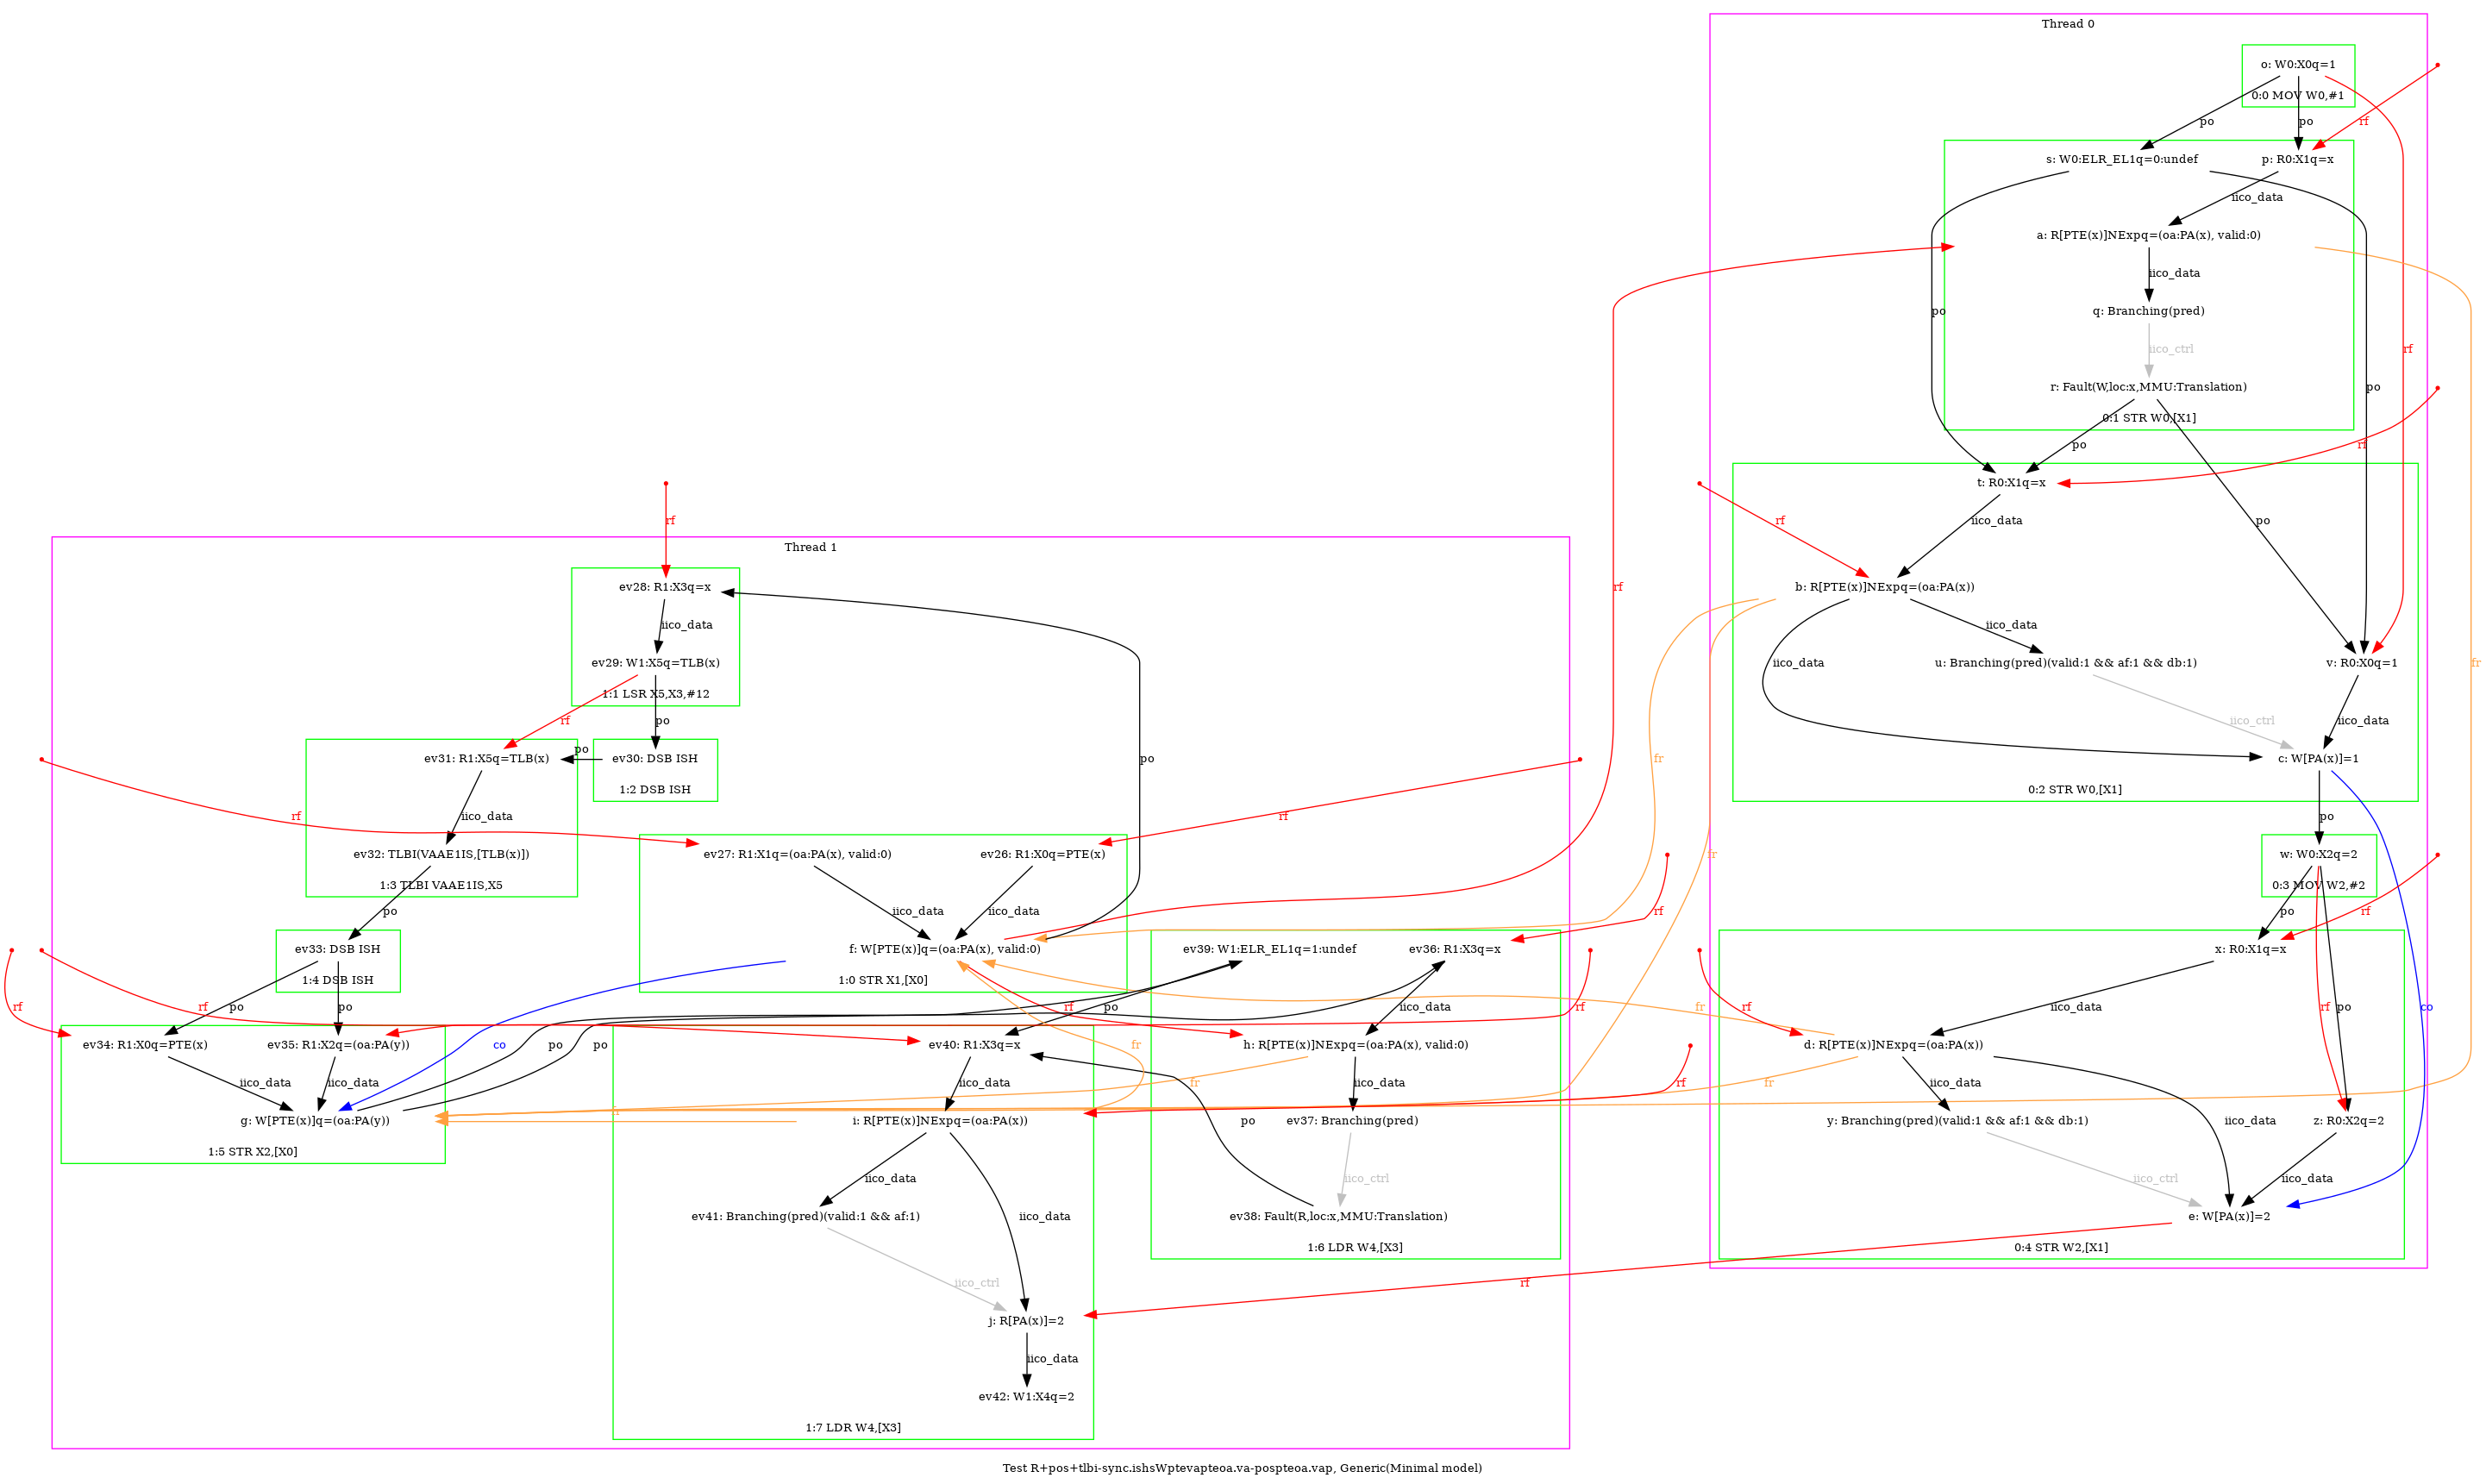 Thread 0
o: W0:X0q=1
0:0 MOV W0,#1
po
po
rf
s: W0:ELR_EL1q=0:undef
p: R0:X1q=x
iico_data
a: R[PTE(x)]NExpq=(oa:PA(x), valid:0)
iico_data
q: Branching(pred)
po
iico_ctrl
rf
r: Fault(W,loc:x,MMU:Translation)
po
0:1 STR W0,[X1]
po
rf
t: R0:X1q=x
rf
iico_data
po
b: R[PTE(x)]NExpq=(oa:PA(x))
rf
iico_data
iico_data
u: Branching(pred)(valid:1 && af:1 && db:1)
v: R0:X0q=1
fr
iico_ctrl
iico_data
c: W[PA(x)]=1
0:2 STR W0,[X1]
fr
po
w: W0:X2q=2
0:3 MOV W2,#2
fr
po
rf
x: R0:X1q=x
rf
iico_data
rf
po
co
d: R[PTE(x)]NExpq=(oa:PA(x))
fr
fr
iico_data
y: Branching(pred)(valid:1 && af:1 && db:1)
iico_data
z: R0:X2q=2
iico_ctrl
iico_data
e: W[PA(x)]=2
0:4 STR W2,[X1]
rf
Thread 1
rf
ev28: R1:X3q=x
iico_data
ev29: W1:X5q=TLB(x)
1:1 LSR X5,X3,#12
rf
po
po
ev31: R1:X5q=TLB(x)
po
ev30: DSB ISH
1:2 DSB ISH
iico_data
rf
rf
ev32: TLBI(VAAE1IS,[TLB(x)])
1:3 TLBI VAAE1IS,X5
ev27: R1:X1q=(oa:PA(x), valid:0)
ev26: R1:X0q=PTE(x)
po
iico_data
iico_data
rf
ev33: DSB ISH
1:4 DSB ISH
f: W[PTE(x)]q=(oa:PA(x), valid:0)
1:0 STR X1,[X0]
ev39: W1:ELR_EL1q=1:undef
ev36: R1:X3q=x
rf
rf
po
po
rf
po
iico_data
rf
ev34: R1:X0q=PTE(x)
ev35: R1:X2q=(oa:PA(y))
co
po
po
ev40: R1:X3q=x
fr
h: R[PTE(x)]NExpq=(oa:PA(x), valid:0)
iico_data
iico_data
iico_data
fr
iico_data
rf
g: W[PTE(x)]q=(oa:PA(y))
1:5 STR X2,[X0]
fr
i: R[PTE(x)]NExpq=(oa:PA(x))
po
ev37: Branching(pred)
iico_data
iico_data
iico_ctrl
ev41: Branching(pred)(valid:1 && af:1)
ev38: Fault(R,loc:x,MMU:Translation)
1:6 LDR W4,[X3]
iico_ctrl
j: R[PA(x)]=2
iico_data
ev42: W1:X4q=2
1:7 LDR W4,[X3]
Test R+pos+tlbi-sync.ishsWptevapteoa.va-pospteoa.vap, Generic(Minimal model)